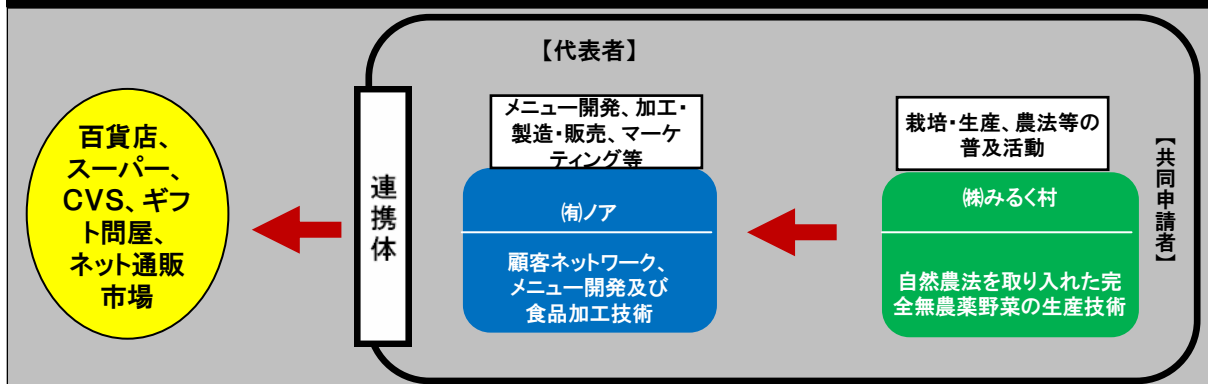 【代表者】
百貨店、
スーパー、
CVS、ギフ
ト問屋、
ネット通販
市場
連携体
メニュー開発、加工・
製造・販売、マーケ
ティング等
㈲ノア
顧客ネットワーク、
メニュー開発及び
食品加工技術
栽培・生産、農法等の
普及活動
㈱みるく村
自然農法を取り入れた完
全無農薬野菜の生産技術
【共同申請者】